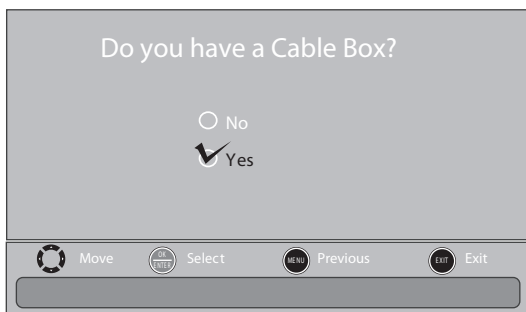 Do you have a Cable Box?
No
Yes
Move OK ENTER Select MENU Previous EXIT Exit